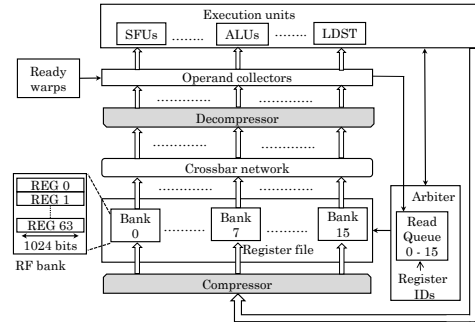 Execution units
SFUs ........ ALUs ........ LDST
Ready
warps
Operand collectors
Decompressor
Crossbar network
REG 0
REG 1
REG 63
1024 bits
RF bank
Bank
0
Bank
7
Bank
15
Register file
Compressor
Arbiter
Read
Queue
0 - 15
Register
IDs